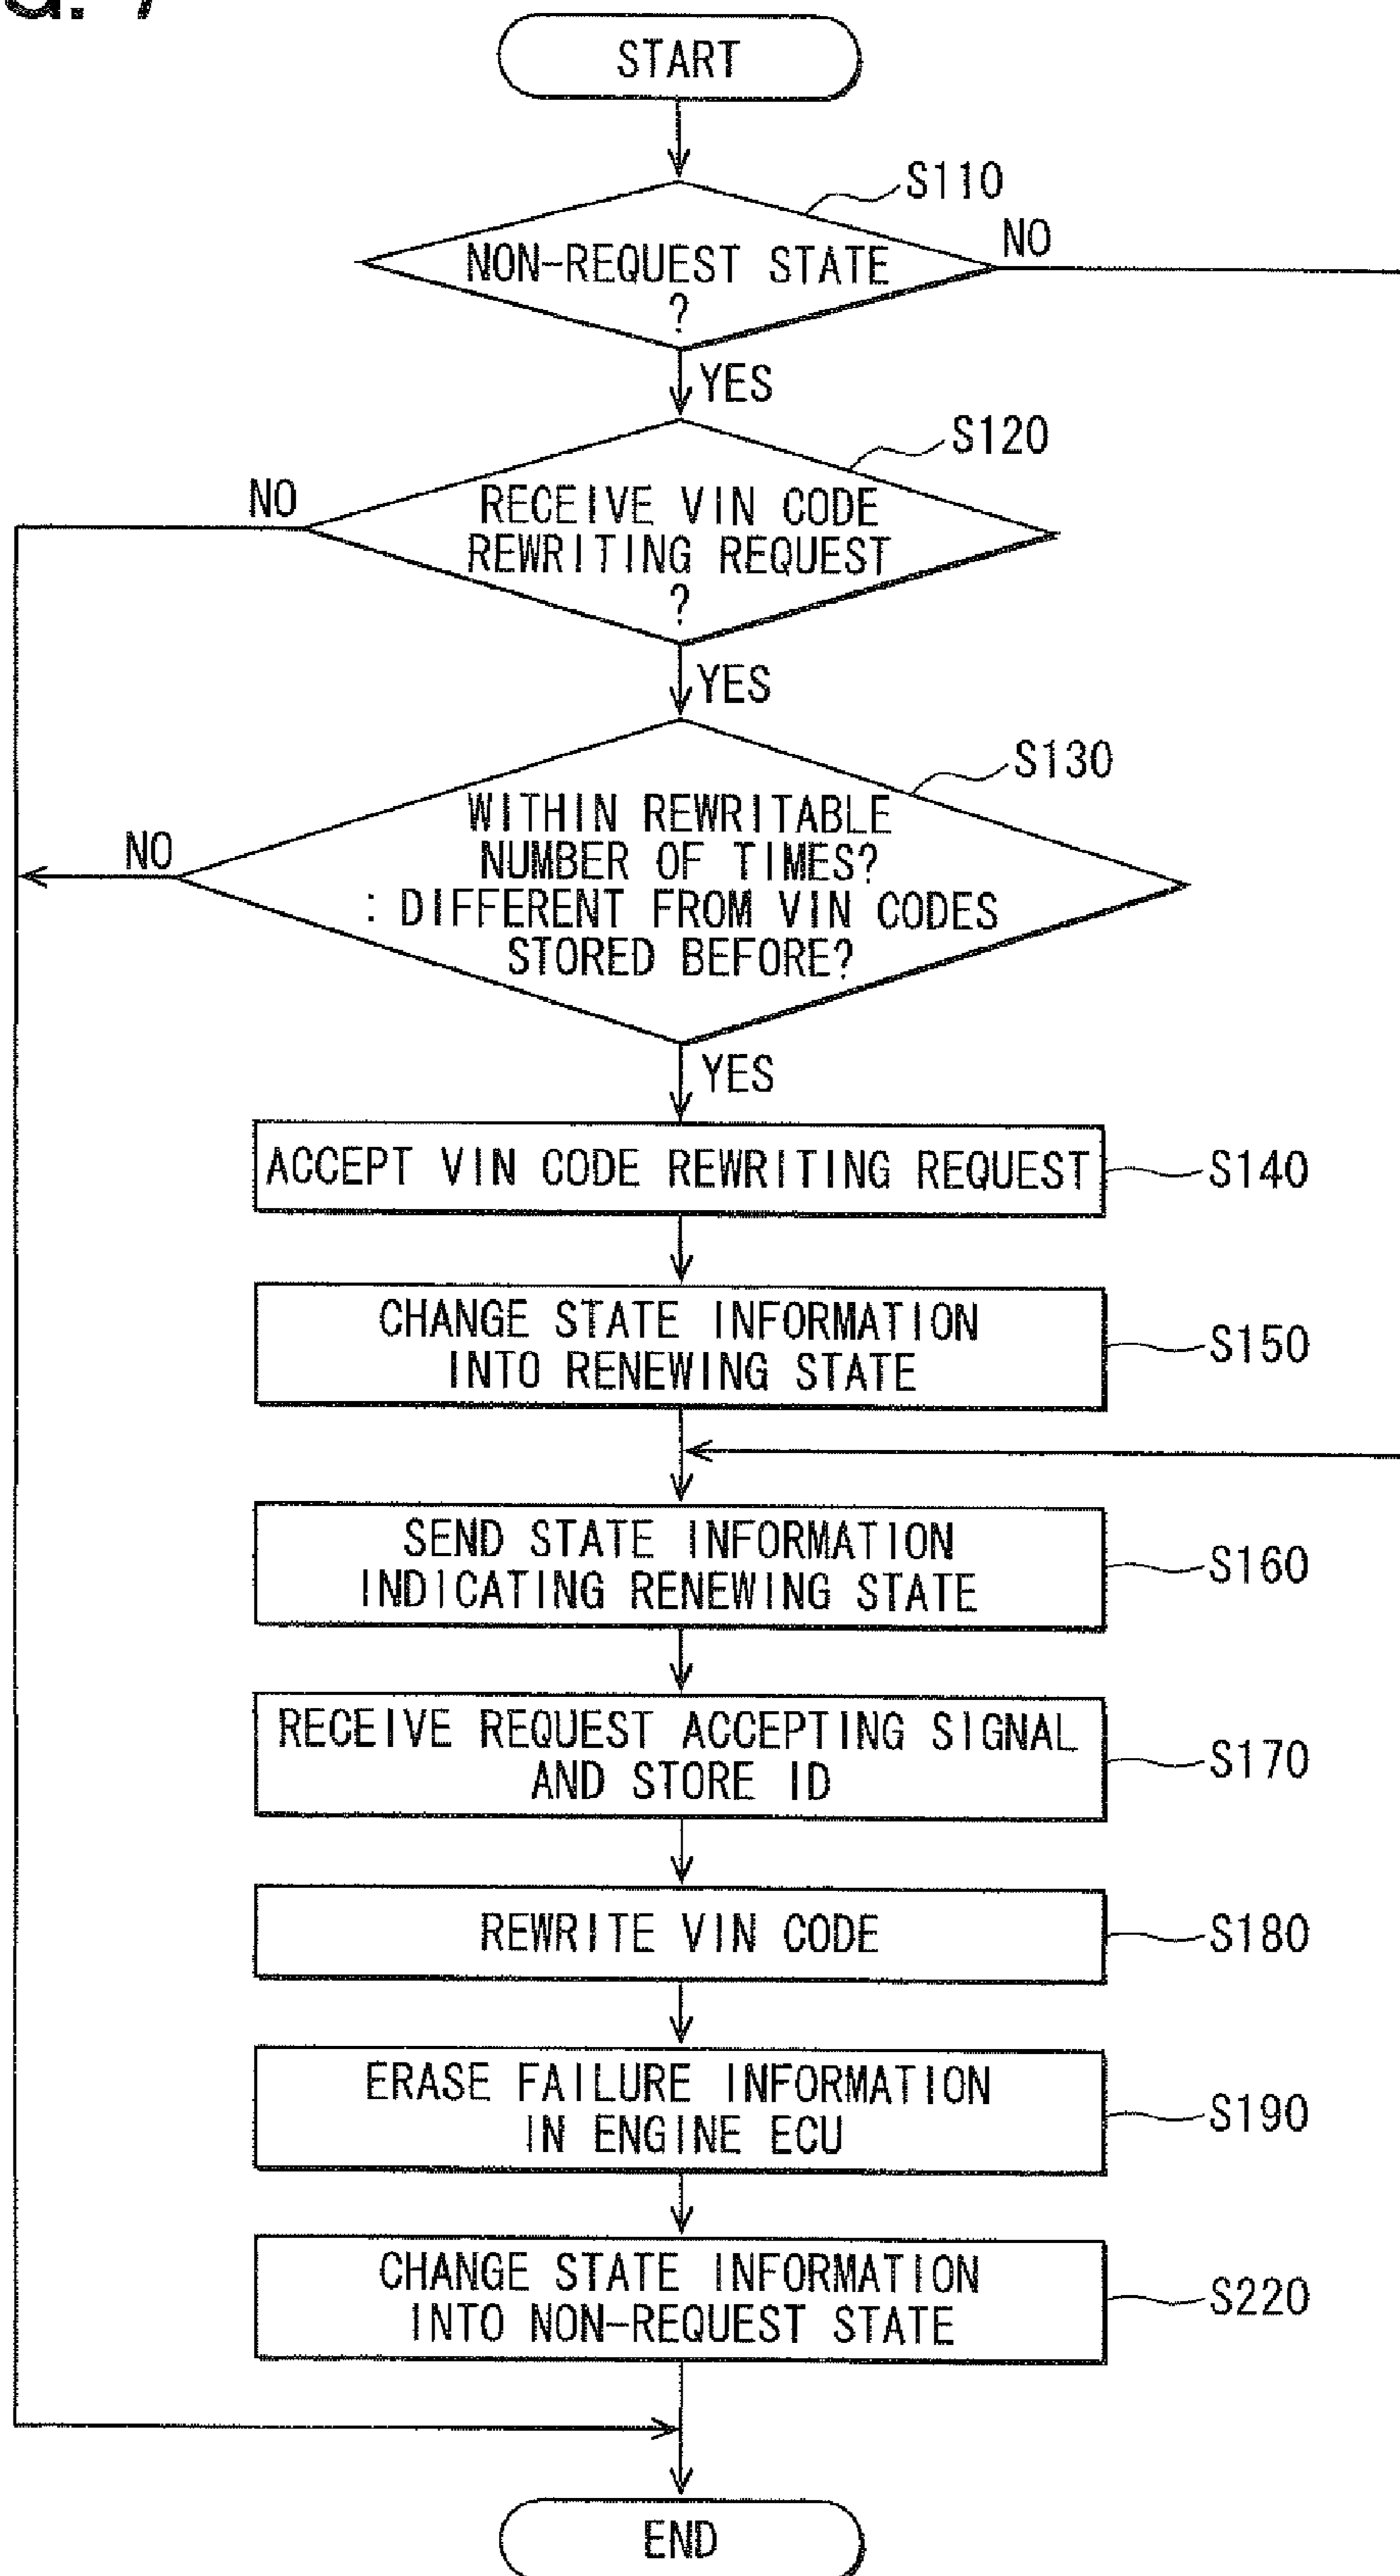 START
S110
NON-REQUEST STATE
?
NO
YES
S120
NO
RECEIVE VIN CODE
REWRITING REQUEST
?
YES
S130
NO
WITHIN REWRITABLE
NUMBER OF TIMES?
: DIFFERENT FROM VIN CODES
STORED BEFORE?
YES
ACCEPT VIN CODE REWRITING REQUEST
S140
CHANGE STATE INFORMATION
INTO RENEWING STATE
S150
SEND STATE INFORMATION
INDICATING RENEWING STATE
S160
RECEIVE REQUEST ACCEPTING SIGNAL
AND STORE ID
S170
REWRITE VIN CODE
S180
ERASE FAILURE INFORMATION
IN ENGINE ECU
S190
CHANGE STATE INFORMATION
INTO NON-REQUEST STATE
S220
END